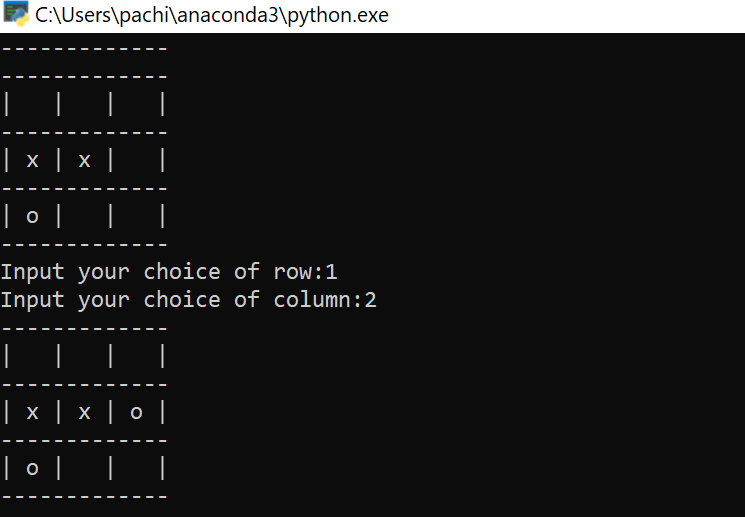 C:\Users\pachi\anaconda3\python.exe
-------------
-------------
|   |   |   |
-------------
| x | x |   |
-------------
| o |   |   |
-------------
Input your choice of row:1
Input your choice of column:2
-------------
|   |   |   |
-------------
| x | x | o |
-------------
| o |   |   |
-------------